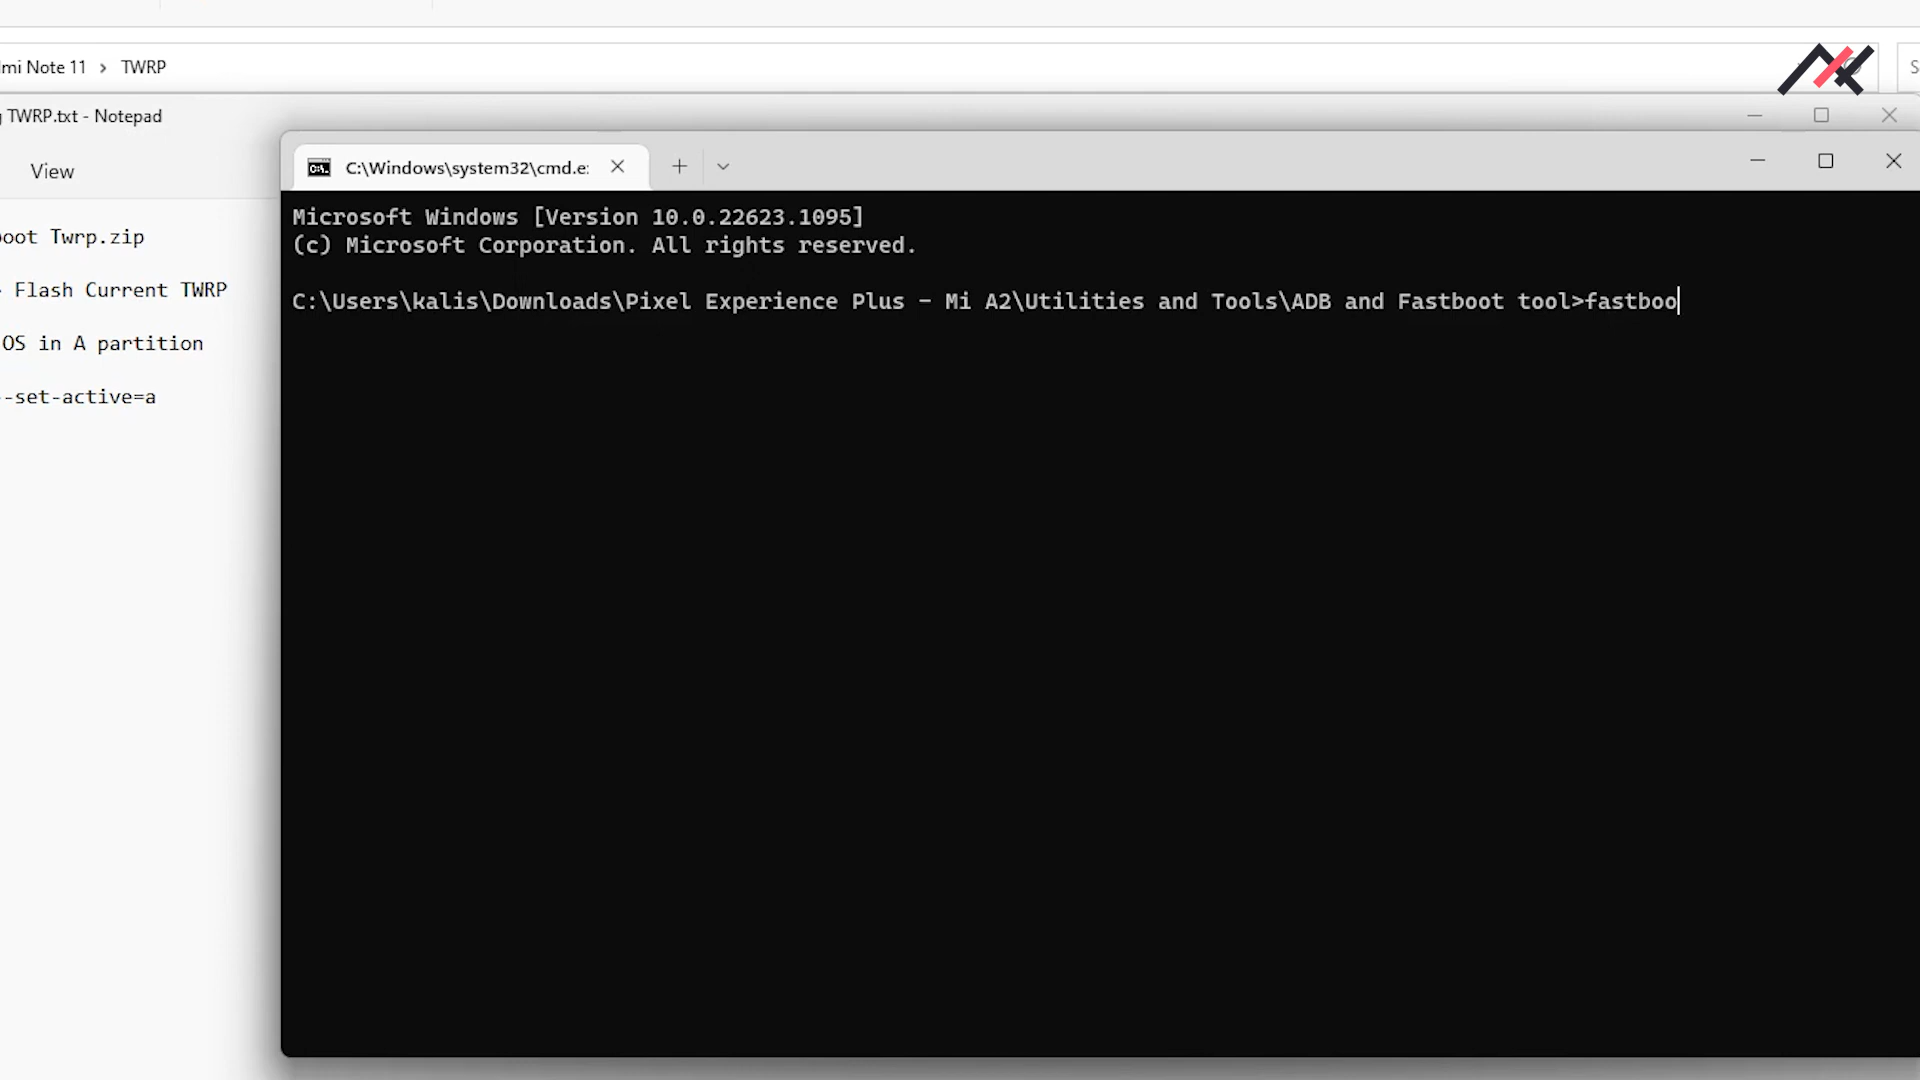 mi Note 11 > TWRP
TWRP.txt - Notepad
View
oot Twrp.zip
Flash Current TWRP
OS in A partition
-set-active=a
C:\Windows\system32\cmd.e
Microsoft Windows [Version 10.0.22623.1095]
(c) Microsoft Corporation. All rights reserved.
C:\Users\kalis\Downloads\Pixel Experience Plus - Mi A2\Utilities and Tools\ADB and Fastboot tool>fastboo